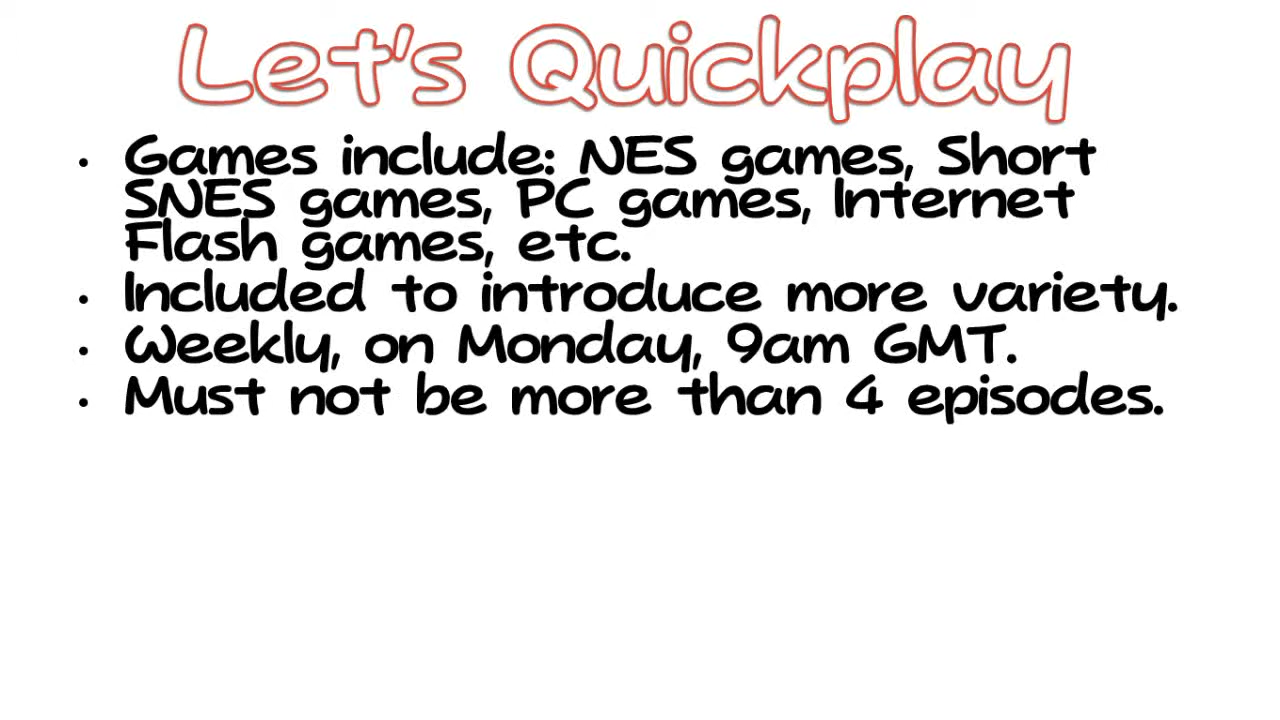 Let's Quickplay
• Games include: NES games, Short
SNES games, PC games, Internet
Flash games, etc.
• Included to introduce more variety.
• Weekly, on Monday, 9am GMT.
• Must not be more than 4 episodes.